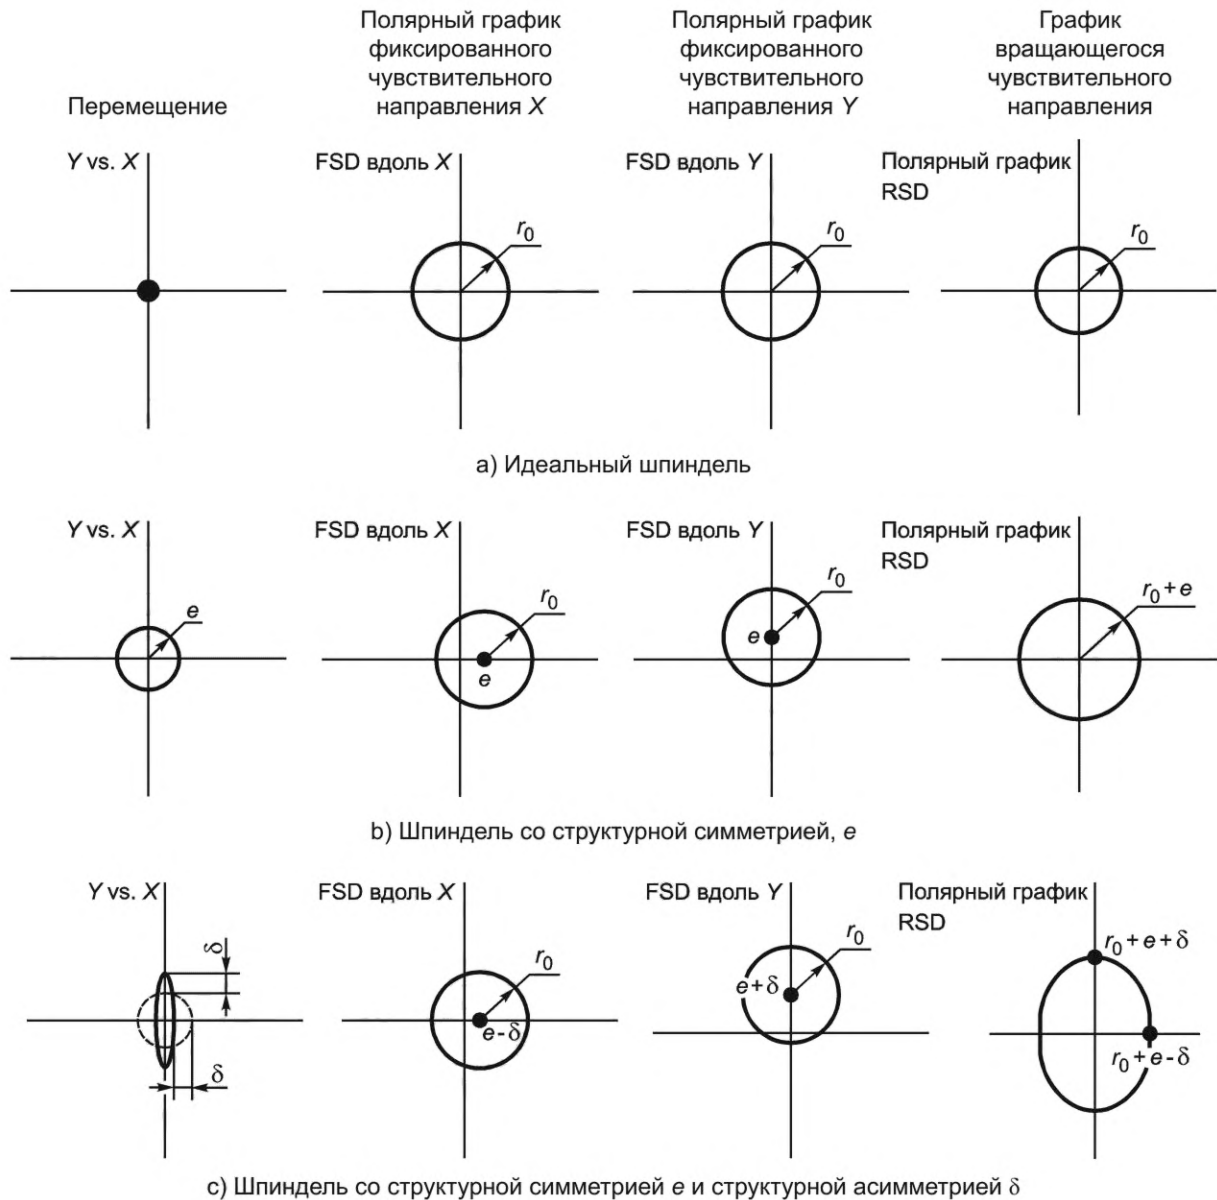 Перемещение
Полярный график
фиксированного
чувствительного
направления X
Полярный график
фиксированного
чувствительного
направления Y
График
вращающегося
чувствительного
направления
Y vs. X
FSD вдоль X
r0
FSD вдоль Y
r0
Полярный график
RSD
r0
a) Идеальный шпиндель
Y vs. X
e
FSD вдоль X
r0
e
FSD вдоль Y
r0
e
Полярный график
RSD
r0 + e
b) Шпиндель со структурной симметрией, e
Y vs. X
δ
δ
FSD вдоль X
r0
e - δ
FSD вдоль Y
r0
e + δ
Полярный график
RSD
r0 + e + δ
r0 + e - δ
c) Шпиндель со структурной симметрией e и структурной асимметрией δ